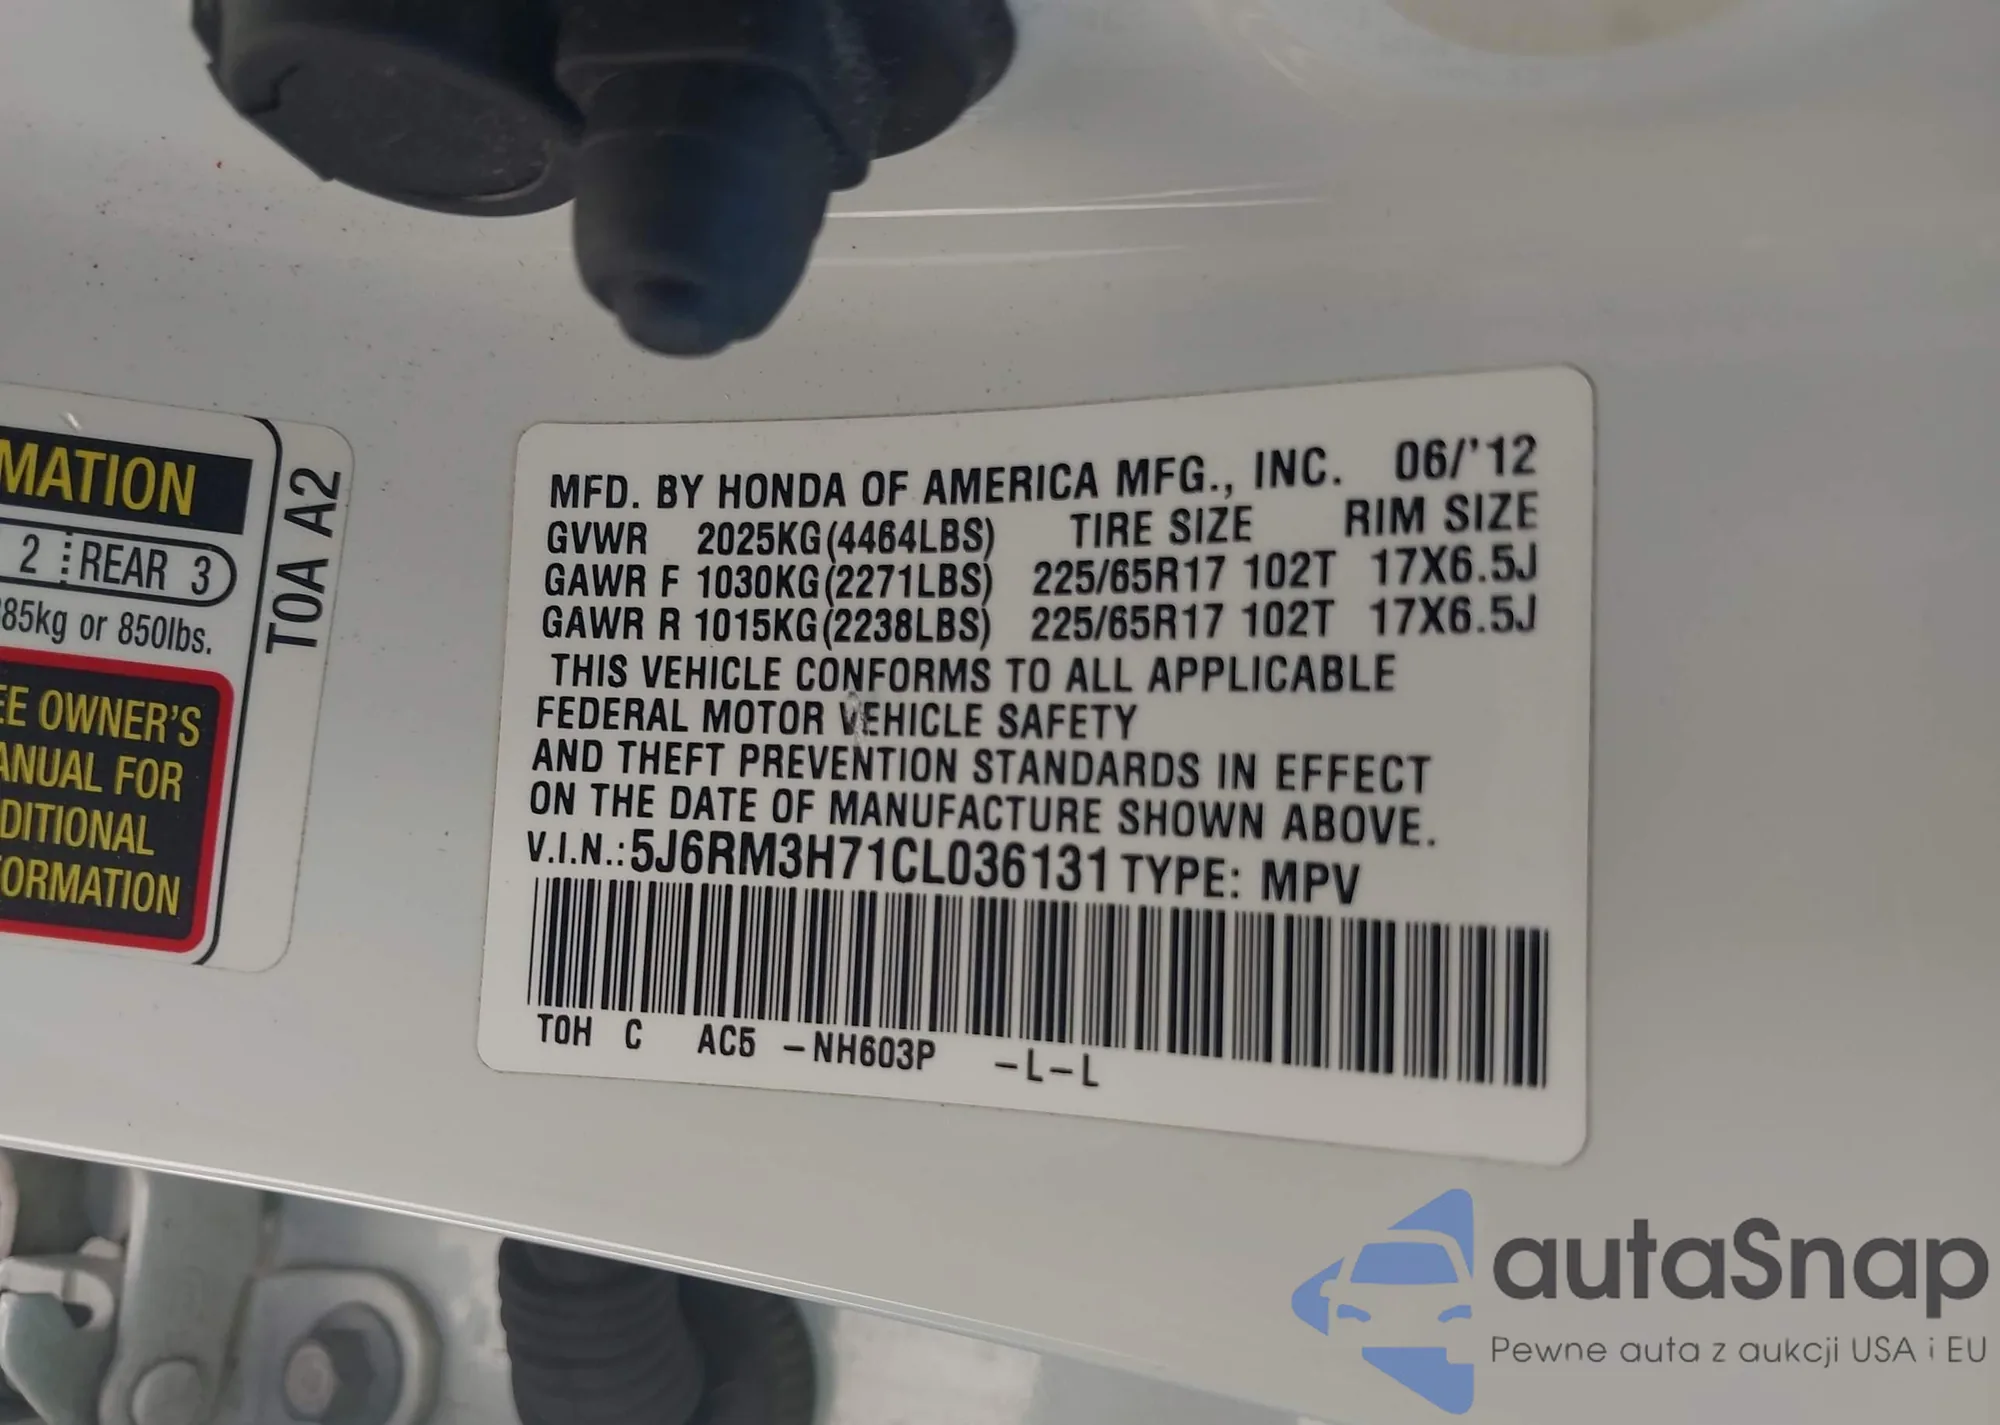 MATION
2 REAR 3
85kg or 850lbs.
EE OWNER'S
ANUAL FOR
DITIONAL
ORMATION
T0A A2
MFD. BY HONDA OF AMERICA MFG., INC. 06/'12
GVWR 2025KG(4464LBS) TIRE SIZE RIM SIZE
GAWR F 1030KG(2271LBS) 225/65R17 102T 17X6.5J
GAWR R 1015KG(2238LBS) 225/65R17 102T 17X6.5J
THIS VEHICLE CONFORMS TO ALL APPLICABLE
FEDERAL MOTOR VEHICLE SAFETY
AND THEFT PREVENTION STANDARDS IN EFFECT
ON THE DATE OF MANUFACTURE SHOWN ABOVE.
V.I.N.:5J6RM3H71CL036131 TYPE: MPV
T0H C AC5 -NH603P -L-L
autaSnap
Pewne auta z aukcji USA i EU